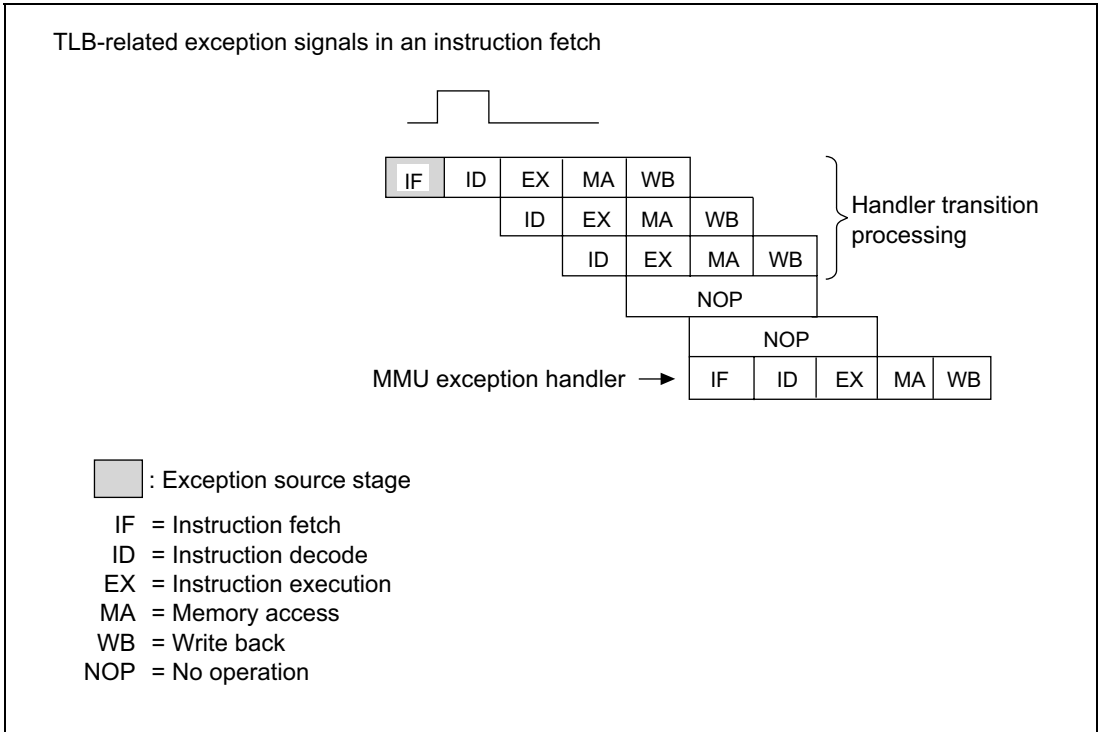 TLB-related exception signals in an instruction fetch
IF ID EX MA WB
ID EX MA WB
ID EX MA WB
Handler transition
processing
NOP
NOP
MMU exception handler → IF ID EX MA WB
: Exception source stage
IF = Instruction fetch
ID = Instruction decode
EX = Instruction execution
MA = Memory access
WB = Write back
NOP = No operation